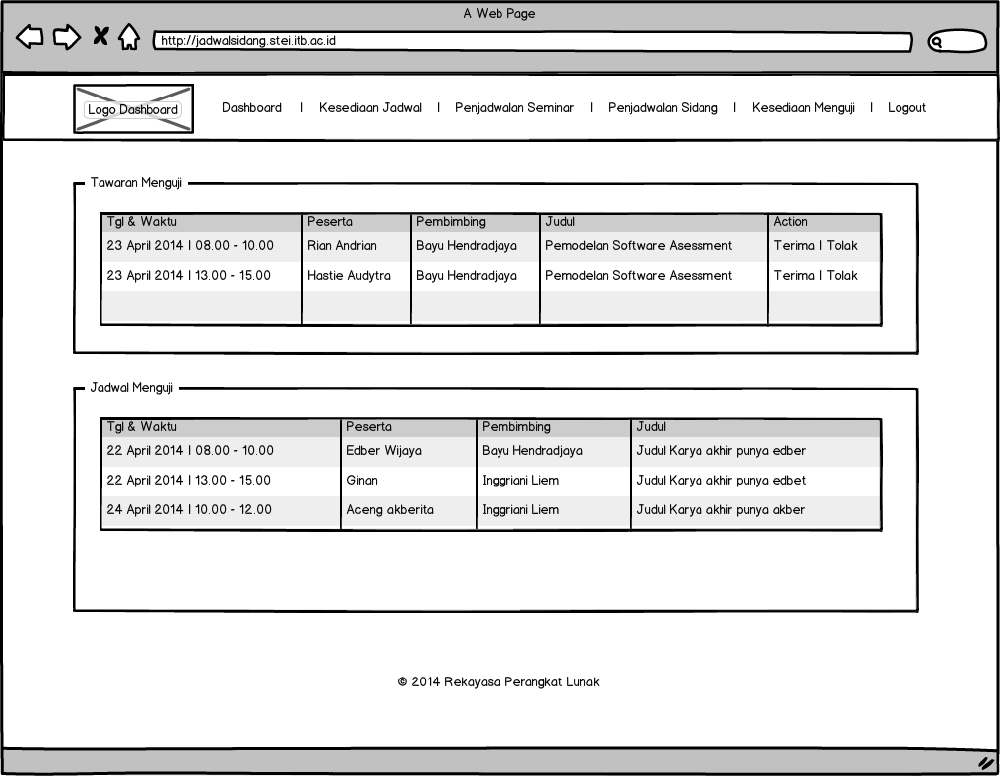 A Web Page
http://jadwalsidang.stei.itb.ac.id
Logo Dashboard
Dashboard | Kesediaan Jadwal | Penjadwalan Seminar | Penjadwalan Sidang | Kesediaan Menguji | Logout
Tawaran Menguji
Tgl & Waktu Peserta Pembimbing Judul Action
23 April 2014 | 08.00 - 10.00 Rian Andrian Bayu Hendradjaya Pemodelan Software Asessment Terima | Tolak
23 April 2014 | 13.00 - 15.00 Hastie Audytra Bayu Hendradjaya Pemodelan Software Asessment Terima | Tolak
Jadwal Menguji
Tgl & Waktu Peserta Pembimbing Judul
22 April 2014 | 08.00 - 10.00 Edber Wijaya Bayu Hendradjaya Judul Karya akhir punya edber
22 April 2014 | 13.00 - 15.00 Ginan Inggriani Liem Judul Karya akhir punya edbet
24 April 2014 | 10.00 - 12.00 Aceng akberita Inggriani Liem Judul Karya akhir punya akber
© 2014 Rekayasa Perangkat Lunak